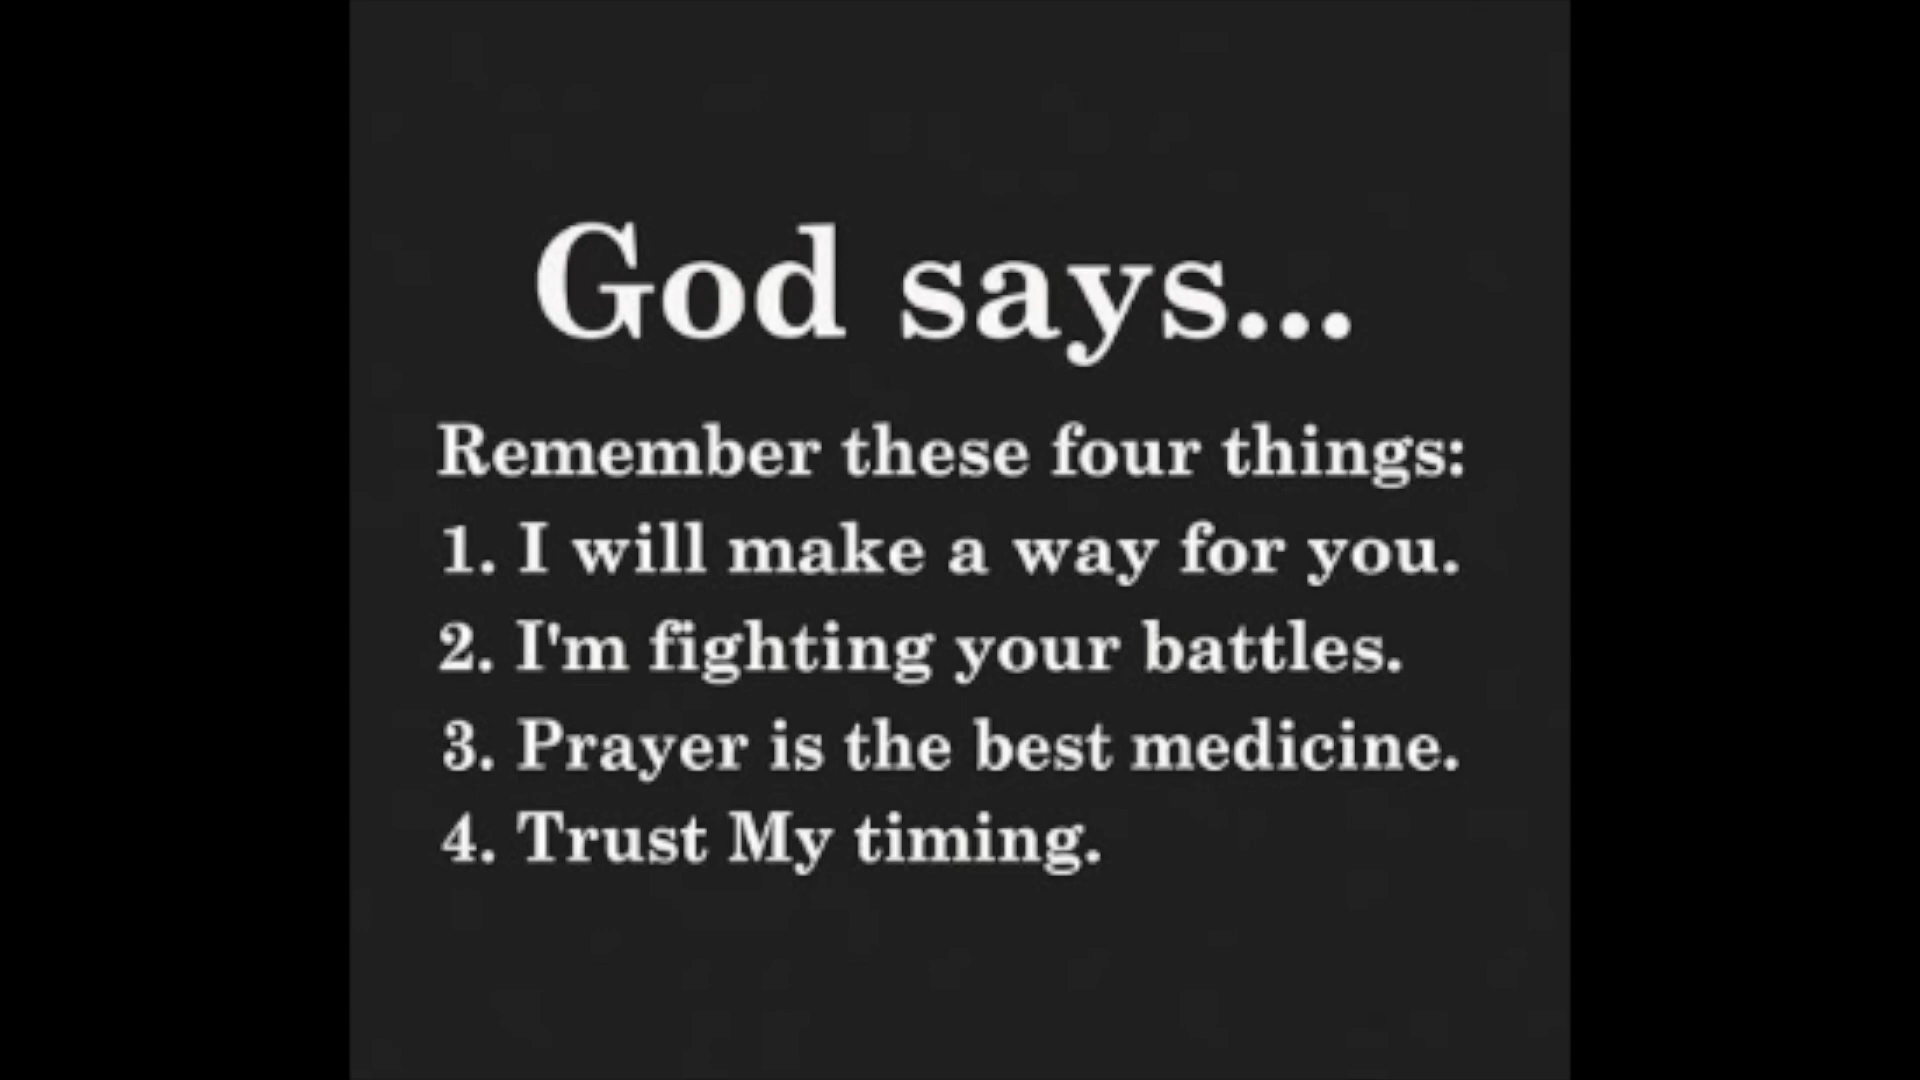 God says...
Remember these four things:
1. I will make a way for you.
2. I'm fighting your battles.
3. Prayer is the best medicine.
4. Trust My timing.